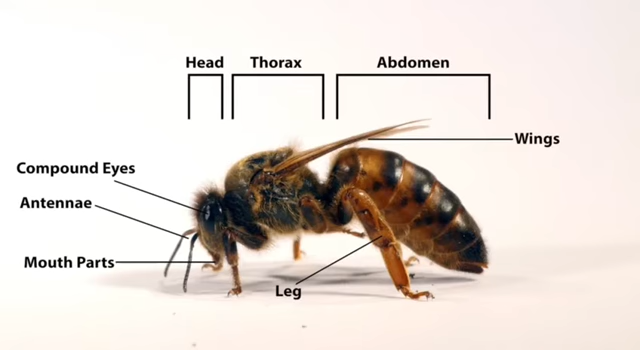 Head
Thorax
Abdomen
Wings
Compound Eyes
Antennae
Mouth Parts
Leg